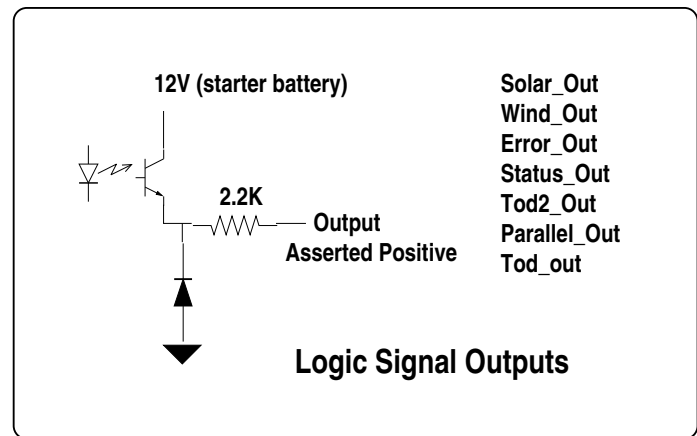 12V (starter battery)
2.2K
Output
Asserted Positive
Solar_Out
Wind_Out
Error_Out
Status_Out
Tod2_Out
Parallel_Out
Tod_out
Logic Signal Outputs